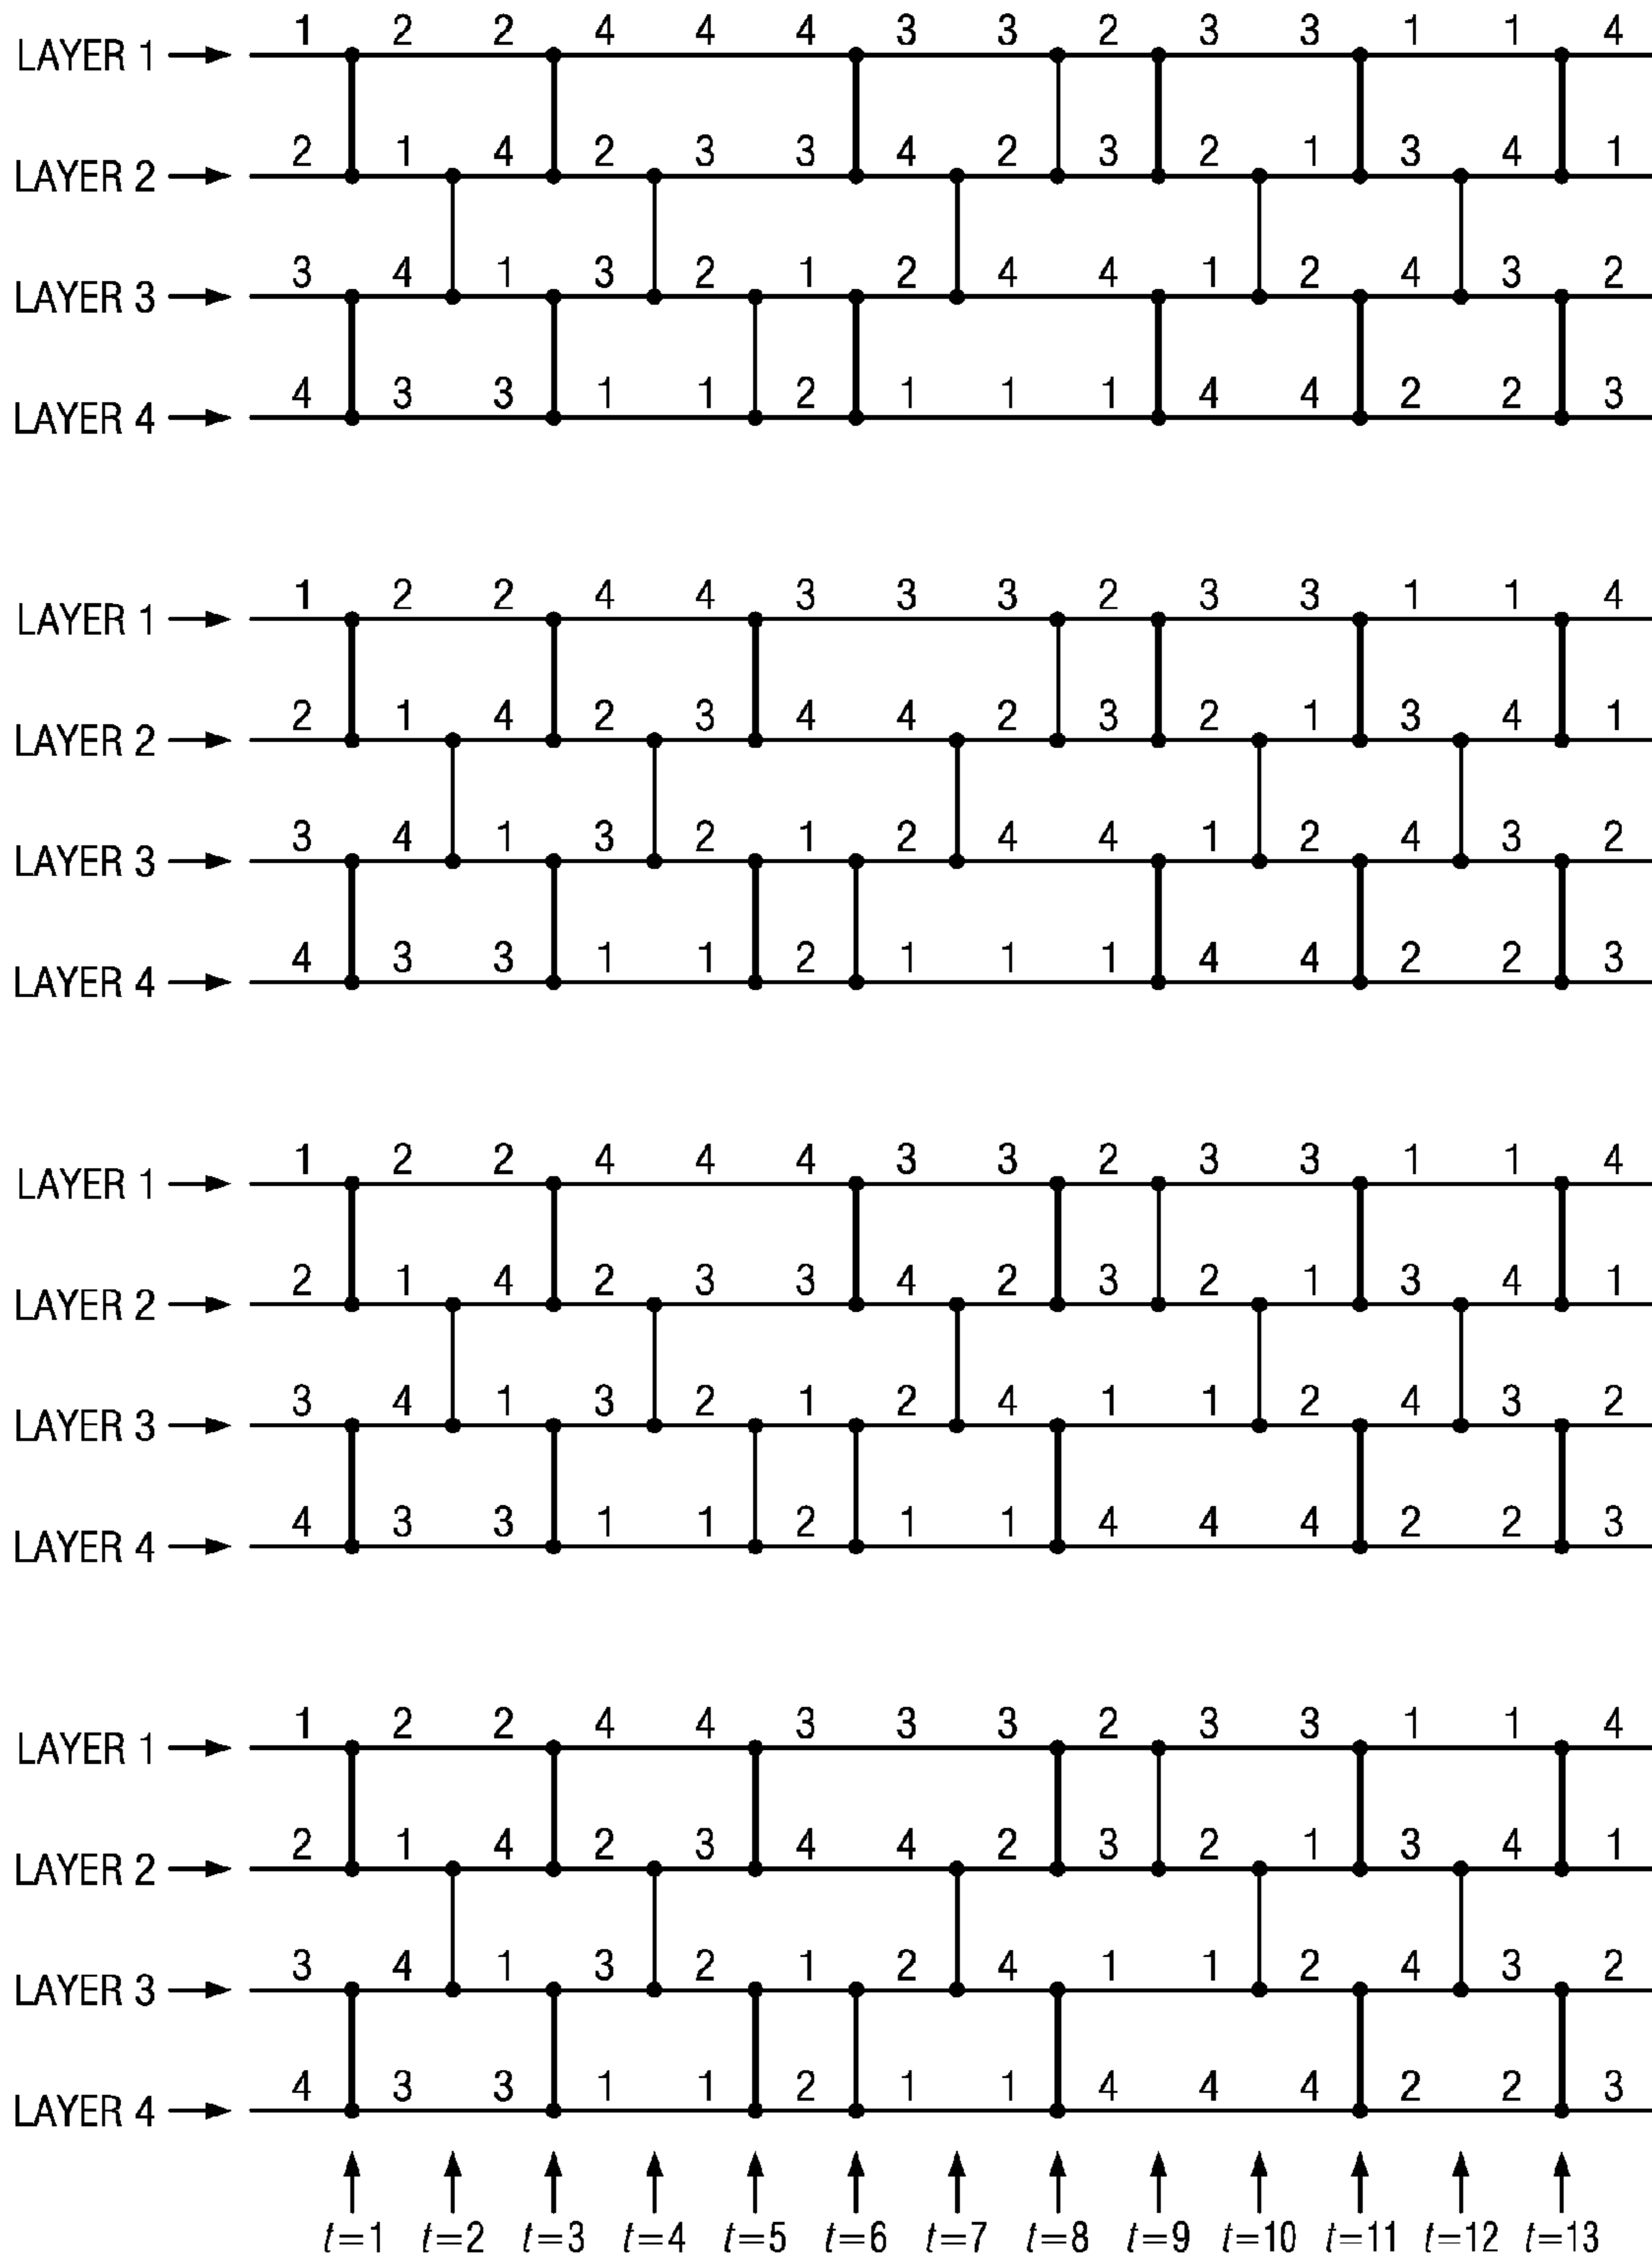 1 2 2 4 4 4 3 3 2 3 3 1 1 4
LAYER 1
2 1 4 2 3 3 4 2 3 2 1 3 4 1
LAYER 2
3 4 1 3 2 1 2 4 4 1 2 4 3 2
LAYER 3
4 3 3 1 1 2 1 1 1 4 4 2 2 3
LAYER 4
1 2 2 4 4 3 3 3 2 3 3 1 1 4
LAYER 1
2 1 4 2 3 4 4 2 3 2 1 3 4 1
LAYER 2
3 4 1 3 2 1 2 4 4 1 2 4 3 2
LAYER 3
4 3 3 1 1 2 1 1 1 4 4 2 2 3
LAYER 4
1 2 2 4 4 4 3 3 2 3 3 1 1 4
LAYER 1
2 1 4 2 3 3 4 2 3 2 1 3 4 1
LAYER 2
3 4 1 3 2 1 2 4 1 1 2 4 3 2
LAYER 3
4 3 3 1 1 2 1 1 4 4 4 2 2 3
LAYER 4
1 2 2 4 4 3 3 3 2 3 3 1 1 4
LAYER 1
2 1 4 2 3 4 4 2 3 2 1 3 4 1
LAYER 2
3 4 1 3 2 1 2 4 1 1 2 4 3 2
LAYER 3
4 3 3 1 1 2 1 1 4 4 4 2 2 3
LAYER 4
t=1 t=2 t=3 t=4 t=5 t=6 t=7 t=8 t=9 t=10 t=11 t=12 t=13